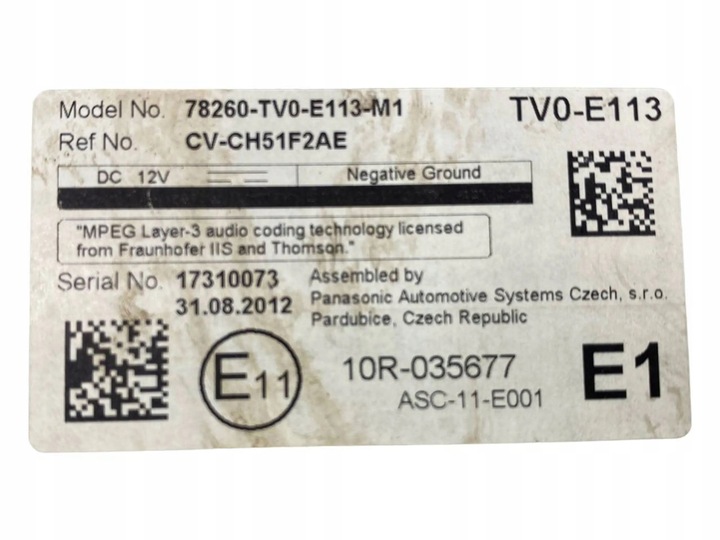 Model No. 78260-TV0-E113-M1 TV0-E113
Ref No. CV-CH51F2AE
DC 12V Negative Ground
"MPEG Layer-3 audio coding technology licensed
from Fraunhofer IIS and Thomson."
Serial No. 17310073 Assembled by
31.08.2012 Panasonic Automotive Systems Czech, s.r.o.
Pardubice, Czech Republic
E11 10R-035677 E1
ASC-11-E001